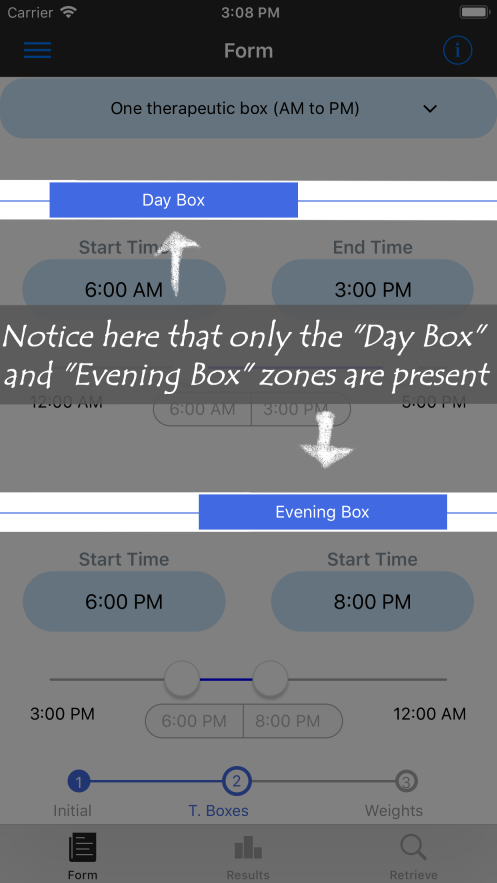 Carrier 3:08 PM
Form
One therapeutic box (AM to PM)
Day Box
Start Time End Time
6:00 AM 3:00 PM
Notice here that only the "Day Box"
and "Evening Box" zones are present
12:00 AM 6:00 AM 3:00 PM 5:00 PM
Evening Box
Start Time Start Time
6:00 PM 8:00 PM
3:00 PM 6:00 PM 8:00 PM 12:00 AM
1 2 3
Initial T. Boxes Weights
Form Results Retrieve